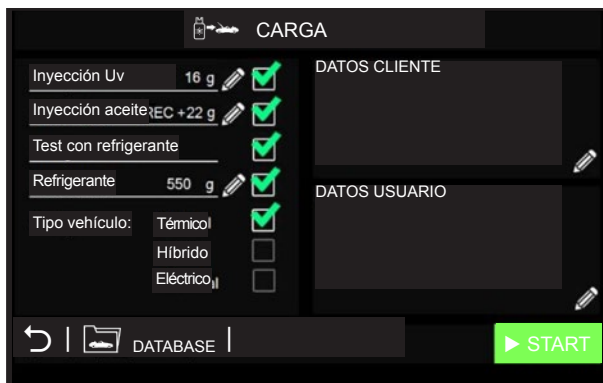 CARGA
Inyección Uv 16 g
Inyección aceite REC +22 g
Test con refrigerante
Refrigerante 550 g
Tipo vehículo: Térmico
Híbrido
Eléctrico
DATOS CLIENTE
DATOS USUARIO
DATABASE
START